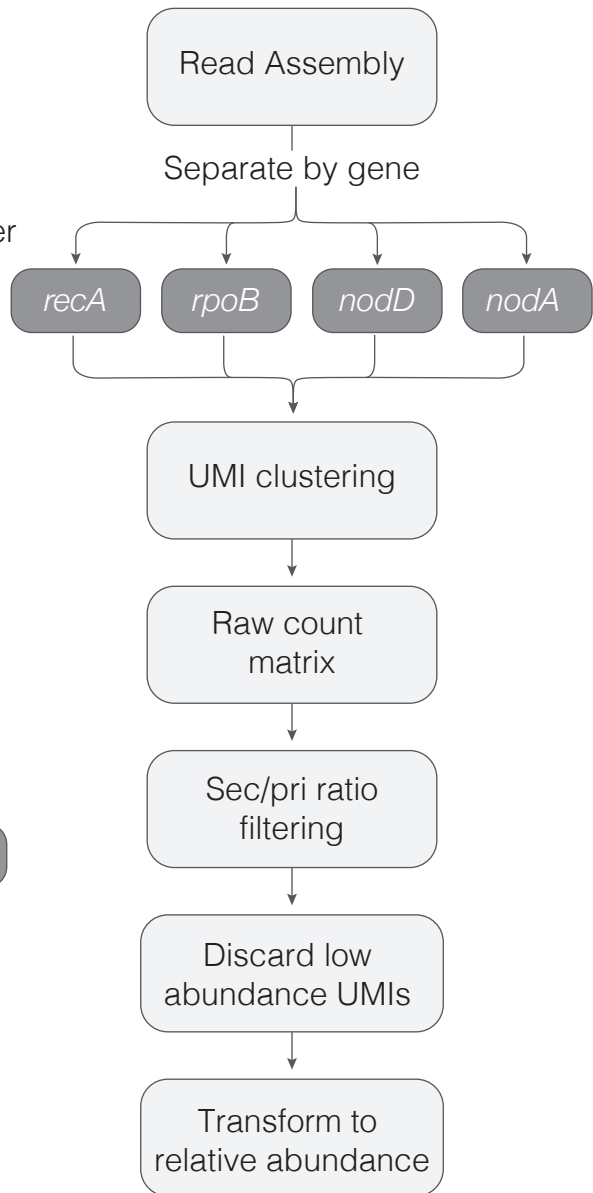 Read Assembly
Separate by gene
er
recA rpoB nodD nodA
UMI clustering
Raw count
matrix
Sec/pri ratio
filtering
Discard low
abundance UMIs
Transform to
relative abundance